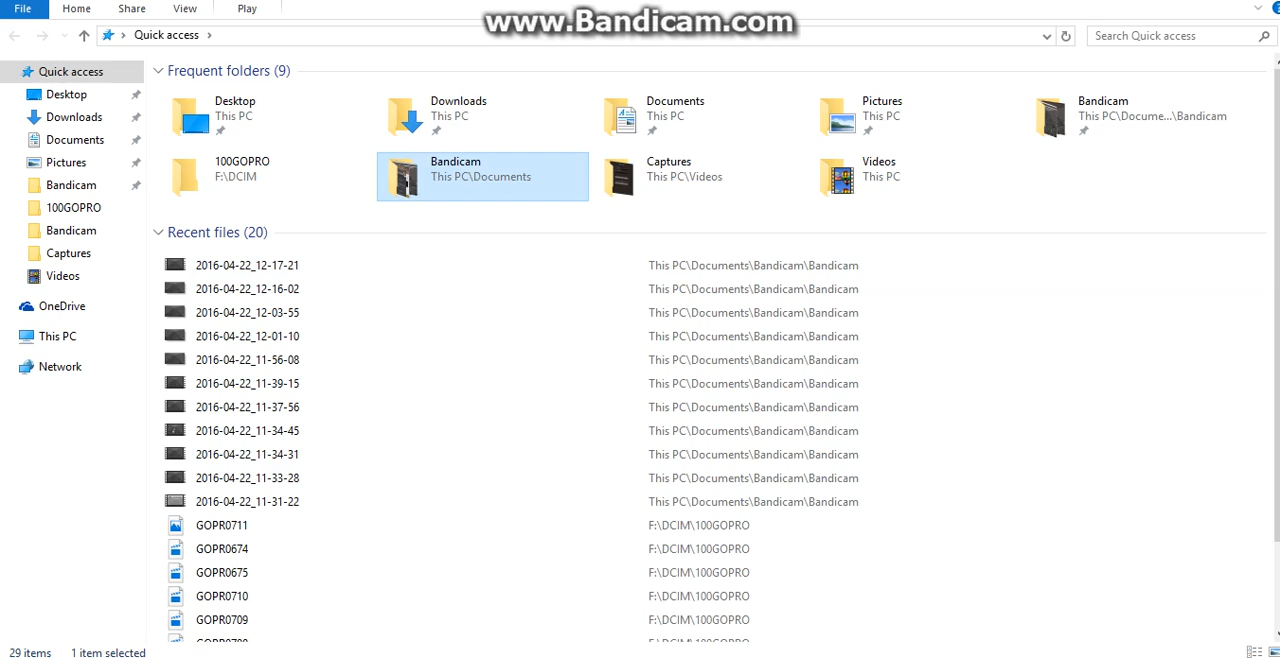 File Home Share View Play
www.Bandicam.com
Quick access
Search Quick access
Quick access
Desktop
Downloads
Documents
Pictures
Bandicam
100GOPRO
Bandicam
Captures
Videos
OneDrive
This PC
Network
Frequent folders (9)
Desktop
This PC
Downloads
This PC
Documents
This PC
Pictures
This PC
Bandicam
This PC\Docume...\Bandicam
100GOPRO
F:\DCIM
Bandicam
This PC\Documents
Captures
This PC\Videos
Videos
This PC
Recent files (20)
2016-04-22_12-17-21 This PC\Documents\Bandicam\Bandicam
2016-04-22_12-16-02 This PC\Documents\Bandicam\Bandicam
2016-04-22_12-03-55 This PC\Documents\Bandicam\Bandicam
2016-04-22_12-01-10 This PC\Documents\Bandicam\Bandicam
2016-04-22_11-56-08 This PC\Documents\Bandicam\Bandicam
2016-04-22_11-39-15 This PC\Documents\Bandicam\Bandicam
2016-04-22_11-37-56 This PC\Documents\Bandicam\Bandicam
2016-04-22_11-34-45 This PC\Documents\Bandicam\Bandicam
2016-04-22_11-34-31 This PC\Documents\Bandicam\Bandicam
2016-04-22_11-33-28 This PC\Documents\Bandicam\Bandicam
2016-04-22_11-31-22 This PC\Documents\Bandicam\Bandicam
GOPR0711 F:\DCIM\100GOPRO
GOPR0674 F:\DCIM\100GOPRO
GOPR0675 F:\DCIM\100GOPRO
GOPR0710 F:\DCIM\100GOPRO
GOPR0709 F:\DCIM\100GOPRO
29 items 1 item selected